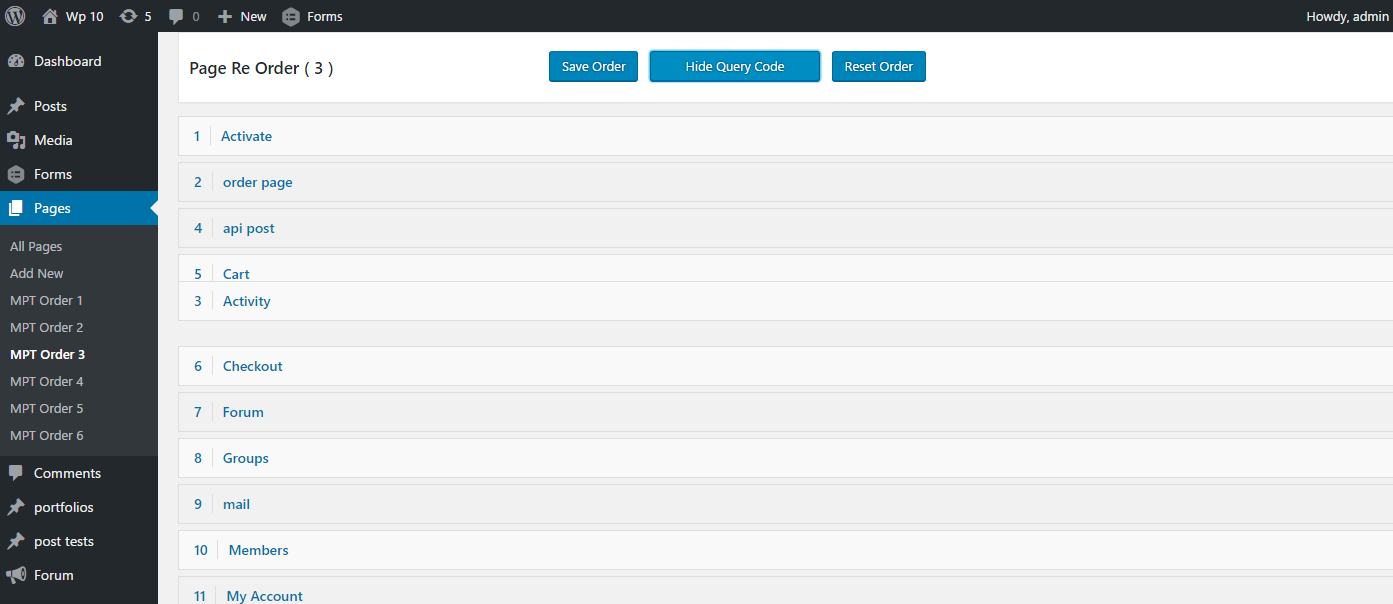 Wp 10 5 0 New Forms Howdy, admin
Dashboard
Posts
Media
Forms
Pages
All Pages
Add New
MPT Order 1
MPT Order 2
MPT Order 3
MPT Order 4
MPT Order 5
MPT Order 6
Comments
portfolios
post tests
Forum
Page Re Order ( 3 ) Save Order Hide Query Code Reset Order
1 Activate
2 order page
4 api post
5 Cart
3 Activity
6 Checkout
7 Forum
8 Groups
9 mail
10 Members
11 My Account